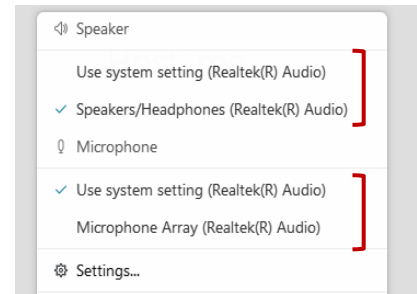 Speaker
Use system setting (Realtek(R) Audio)
Speakers/Headphones (Realtek(R) Audio)
Microphone
Use system setting (Realtek(R) Audio)
Microphone Array (Realtek(R) Audio)
Settings...